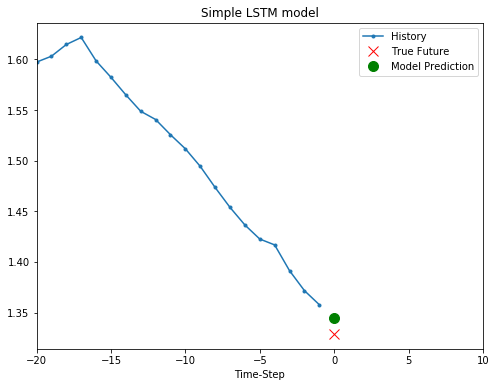 Simple LSTM model
History
True Future
Model Prediction
1.60
1.55
1.50
1.45
1.40
1.35
−20 −15 −10 −5 0 5 10
Time-Step